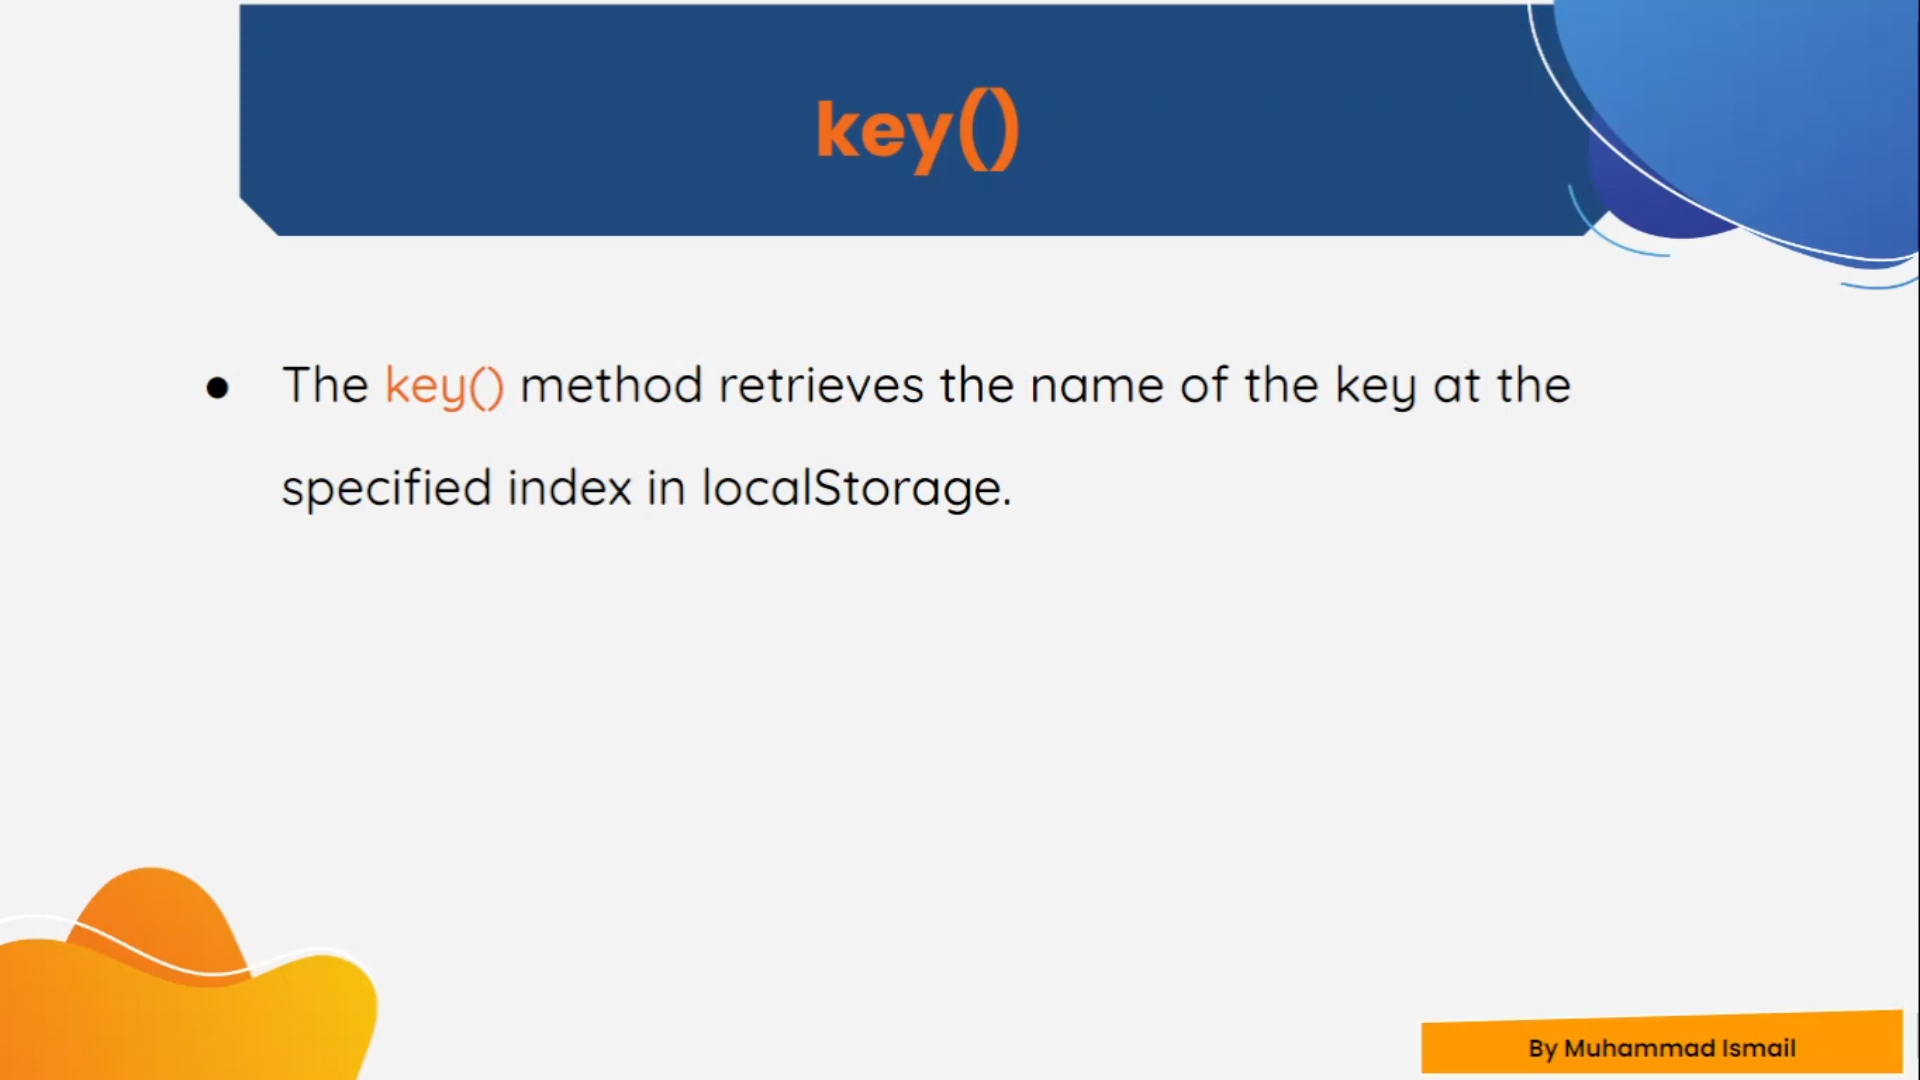 key()
● The key() method retrieves the name of the key at the
specified index in localStorage.
By Muhammad Ismail